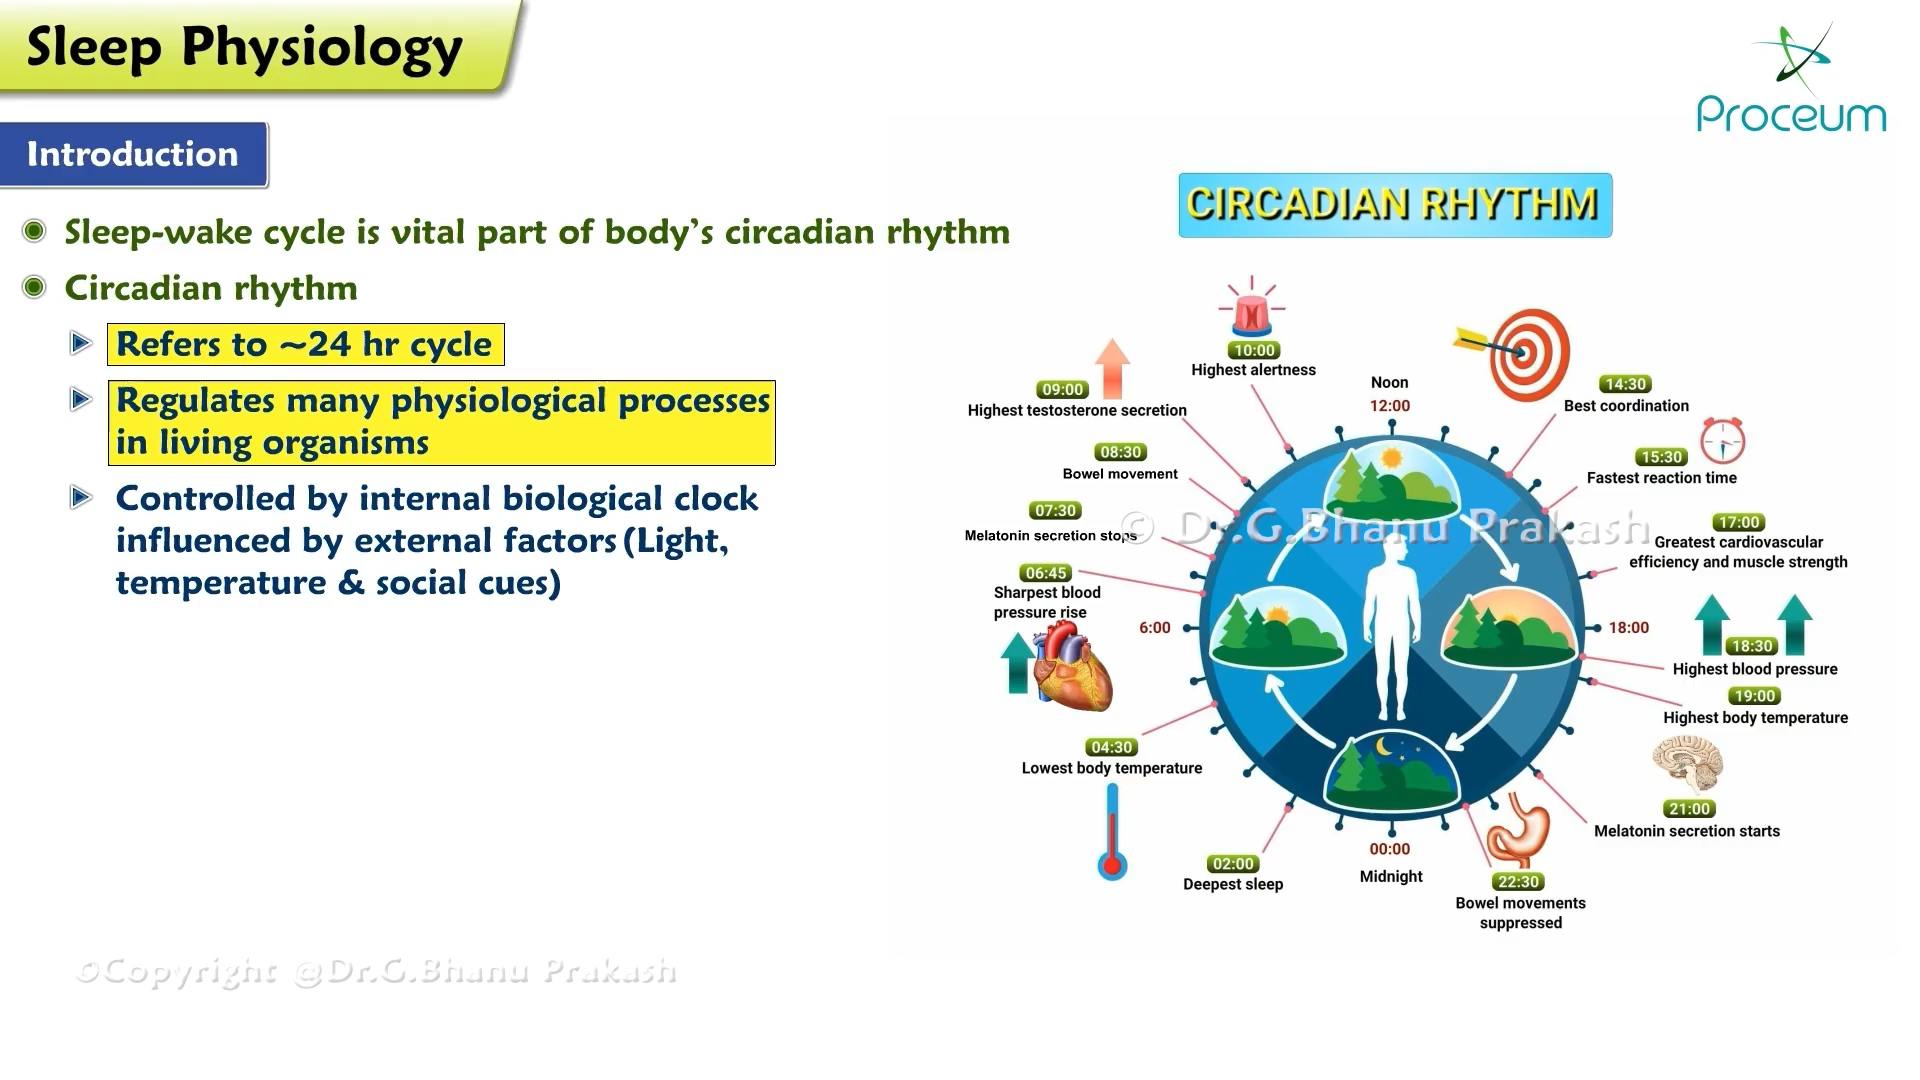 Sleep Physiology
Proceum
Introduction
Sleep-wake cycle is vital part of body's circadian rhythm
Circadian rhythm
Refers to ~24 hr cycle
Regulates many physiological processes
in living organisms
Controlled by internal biological clock
influenced by external factors (Light,
temperature & social cues)
CIRCADIAN RHYTHM
10:00
Highest alertness
Noon
12:00
14:30
Best coordination
09:00
Highest testosterone secretion
15:30
Fastest reaction time
08:30
Bowel movement
07:30
Melatonin secretion stops
© Dr.G.Bhanu Prakash
17:00
Greatest cardiovascular
efficiency and muscle strength
06:45
Sharpest blood
pressure rise
6:00
18:00
18:30
Highest blood pressure
19:00
Highest body temperature
04:30
Lowest body temperature
21:00
Melatonin secretion starts
02:00
Deepest sleep
00:00
Midnight
22:30
Bowel movements
suppressed
©Copyright @Dr.G.Bhanu Prakash